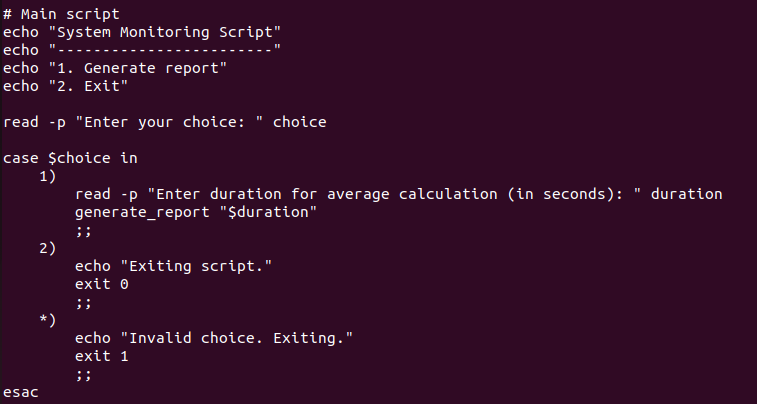 # Main script
echo "System Monitoring Script"
echo "------------------------"
echo "1. Generate report"
echo "2. Exit"

read -p "Enter your choice: " choice

case $choice in
    1)
        read -p "Enter duration for average calculation (in seconds): " duration
        generate_report "$duration"
        ;;
    2)
        echo "Exiting script."
        exit 0
        ;;
    *)
        echo "Invalid choice. Exiting."
        exit 1
        ;;
esac